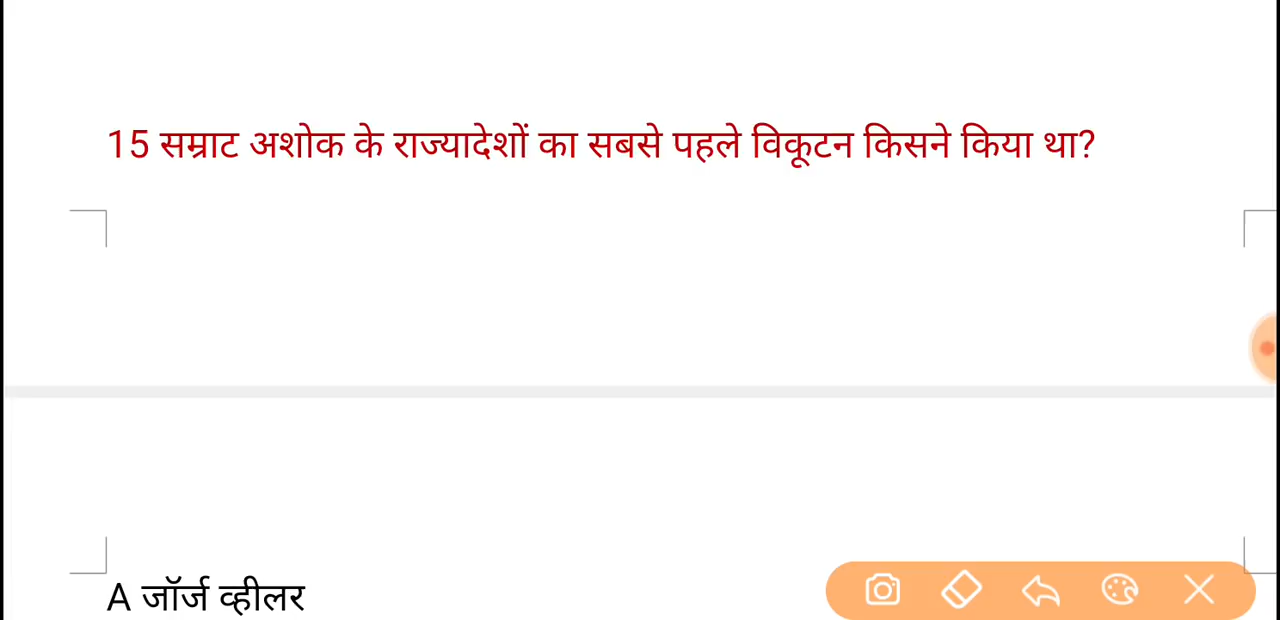 15 सम्राट अशोक के राज्यादेशों का सबसे पहले विकूटन किसने किया था?
A जॉर्ज व्हीलर